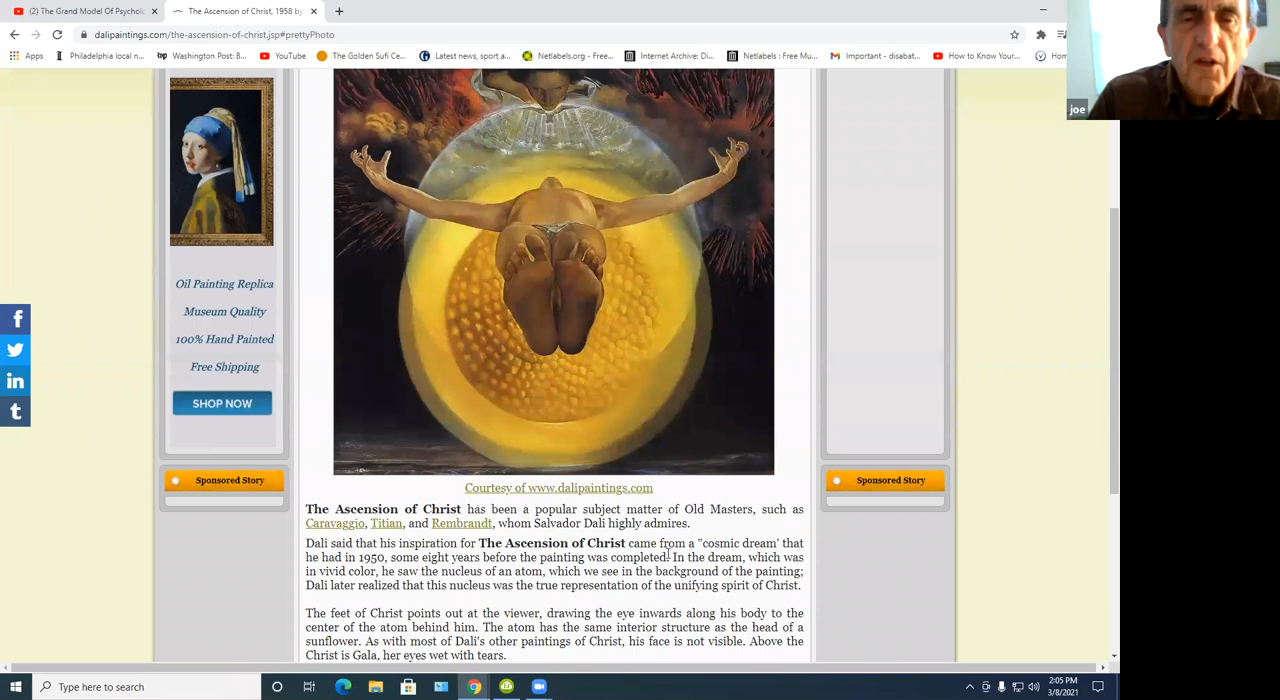 (2) The Grand Model Of Psychol
The Ascension of Christ, 1958 by
dalipaintings.com/the-ascension-of-christ.jsp#prettyPhoto
Apps
Philadelphia local n...
wp Washington Post: B...
YouTube
The Golden Sufi Ce...
Latest news, sport a...
Netlabels.org - Free...
Internet Archive: Di...
Netlabels : Free Mu...
Important - disabat...
How to Know Your...
Hom
joe
Oil Painting Replica
Museum Quality
100% Hand Painted
Free Shipping
SHOP NOW
Sponsored Story
Sponsored Story
Courtesy of www.dalipaintings.com
The Ascension of Christ has been a popular subject matter of Old Masters, such as
Caravaggio, Titian, and Rembrandt, whom Salvador Dali highly admires.
Dali said that his inspiration for The Ascension of Christ came from a "cosmic dream' that
he had in 1950, some eight years before the painting was completed. In the dream, which was
in vivid color, he saw the nucleus of an atom, which we see in the background of the painting;
Dali later realized that this nucleus was the true representation of the unifying spirit of Christ.
The feet of Christ points out at the viewer, drawing the eye inwards along his body to the
center of the atom behind him. The atom has the same interior structure as the head of a
sunflower. As with most of Dali's other paintings of Christ, his face is not visible. Above the
Christ is Gala, her eyes wet with tears.
Type here to search
2:05 PM
3/8/2021